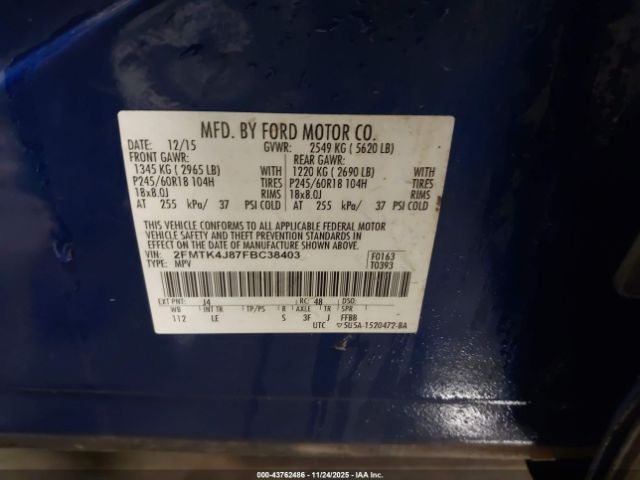 MFD. BY FORD MOTOR CO.
DATE: 12/15 GVWR: 2549 KG ( 5620 LB)
FRONT GAWR: REAR GAWR:
1345 KG ( 2965 LB) WITH 1220 KG ( 2690 LB) WITH
P245/60R18 104H TIRES P245/60R18 104H TIRES
18x8.0J RIMS 18x8.0J RIMS
AT 255 kPa/ 37 PSI COLD AT 255 kPa/ 37 PSI COLD
THIS VEHICLE CONFORMS TO ALL APPLICABLE FEDERAL MOTOR
VEHICLE SAFETY AND THEFT PREVENTION STANDARDS IN EFFECT
ON THE DATE OF MANUFACTURE SHOWN ABOVE.
VIN: 2FMTK4J87FBC38403 F0163
TYPE: MPV T0393
EXT PNT: J4 RC: 48 DSO:
WB INT TR TP/PS R AXLE TR SPR
112 LE S 3F J FFBB
UTC ▽5U5A-1520472-BA
000-43762486 - 11/24/2025 - IAA Auctions